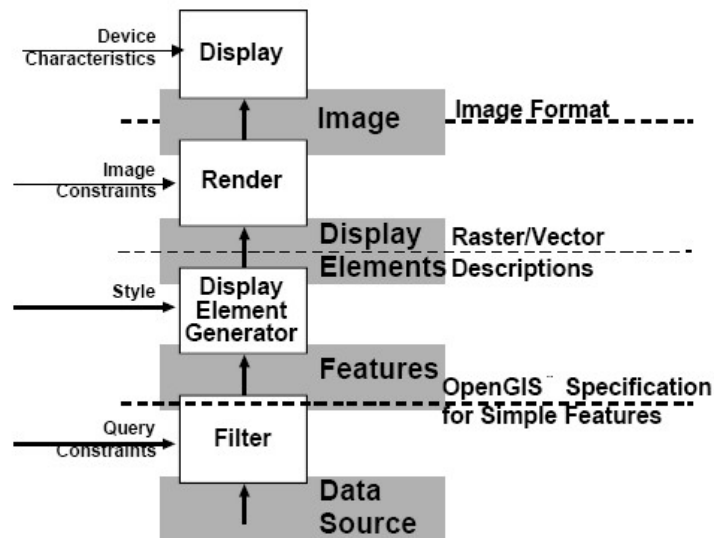 Device
Characteristics
Display
Image
Image Format
Image
Constraints
Render
Display
Elements
Raster/Vector
Descriptions
Style
Display
Element
Generator
Features
OpenGIS¨ Specification
for Simple Features
Query
Constraints
Filter
Data
Source